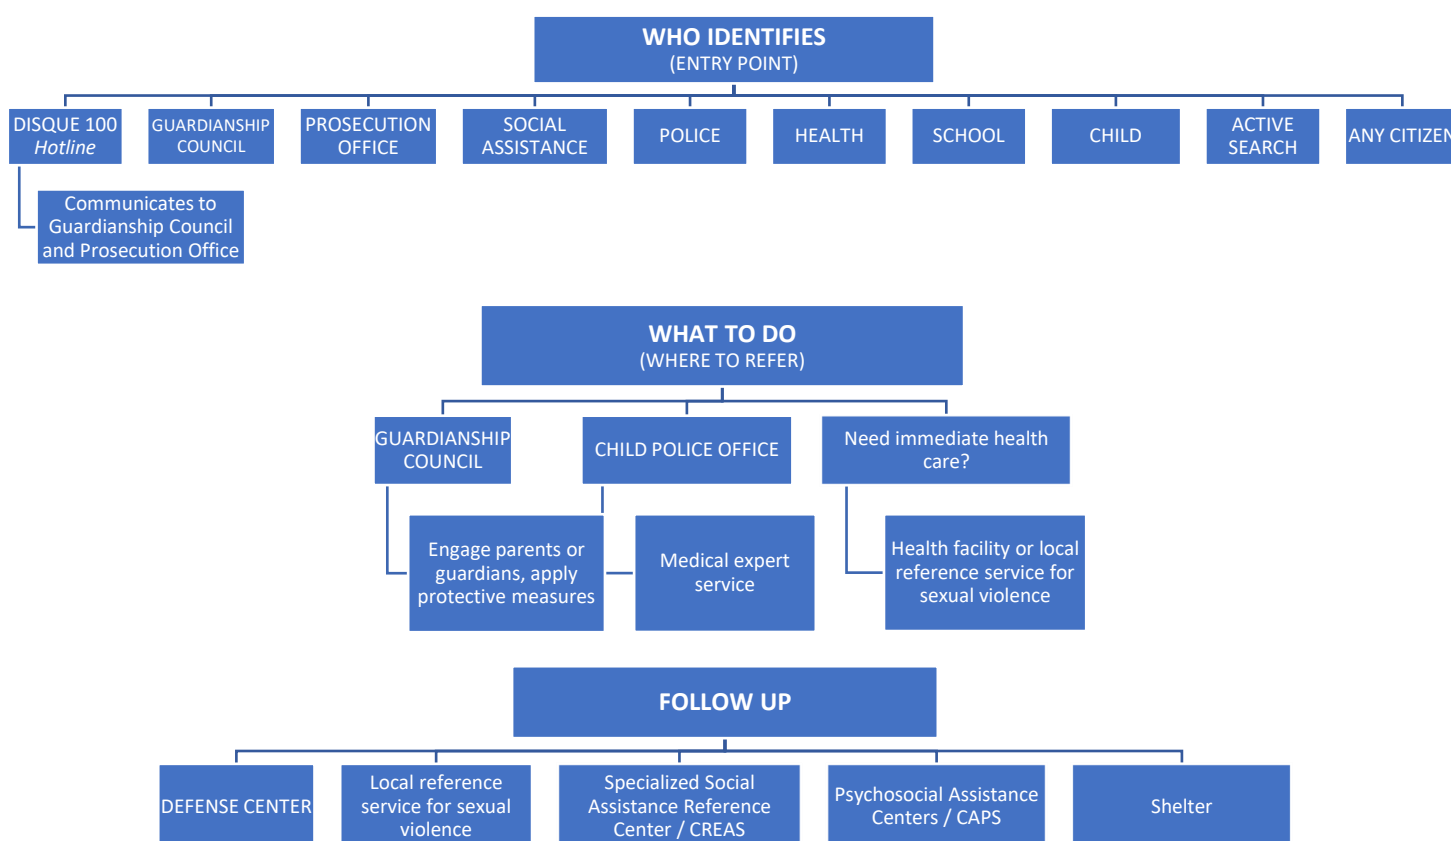 WHO IDENTIFIES
(ENTRY POINT)
DISQUE 100
Hotline
GUARDIANSHIP
COUNCIL
PROSECUTION
OFFICE
SOCIAL
ASSISTANCE
POLICE
HEALTH
SCHOOL
CHILD
ACTIVE
SEARCH
ANY CITIZEN
Communicates to
Guardianship Council
and Prosecution Office
WHAT TO DO
(WHERE TO REFER)
GUARDIANSHIP
COUNCIL
CHILD POLICE OFFICE
Need immediate health
care?
Engage parents or
guardians, apply
protective measures
Medical expert
service
Health facility or local
reference service for
sexual violence
FOLLOW UP
DEFENSE CENTER
Local reference
service for sexual
violence
Specialized Social
Assistance Reference
Center / CREAS
Psychosocial Assistance
Centers / CAPS
Shelter